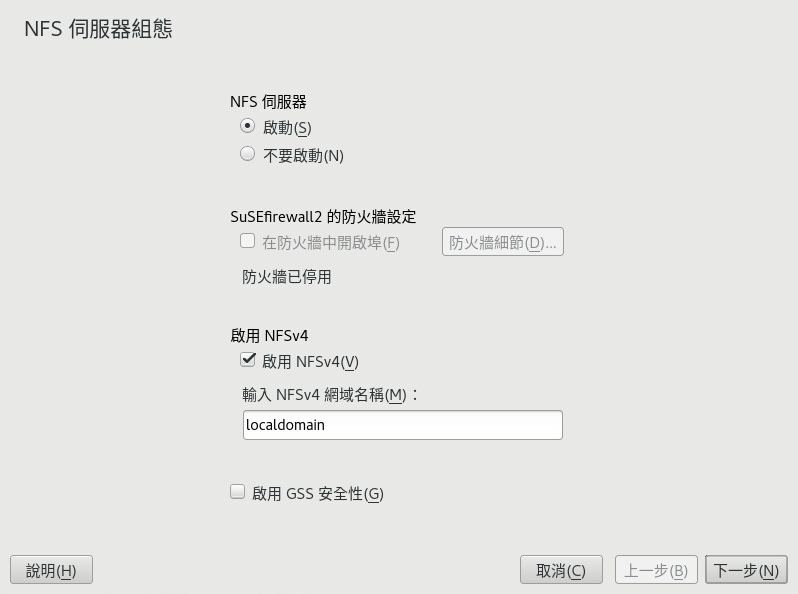 NFS 伺服器組態
NFS 伺服器
啟動(S)
不要啟動(N)
SuSEfirewall2 的防火牆設定
在防火牆中開啟埠(F)
防火牆細節(D)...
防火牆已停用
啟用 NFSv4
啟用 NFSv4(V)
輸入 NFSv4 網域名稱(M)：
localdomain
啟用 GSS 安全性(G)
說明(H)
取消(C)
上一步(B)
下一步(N)